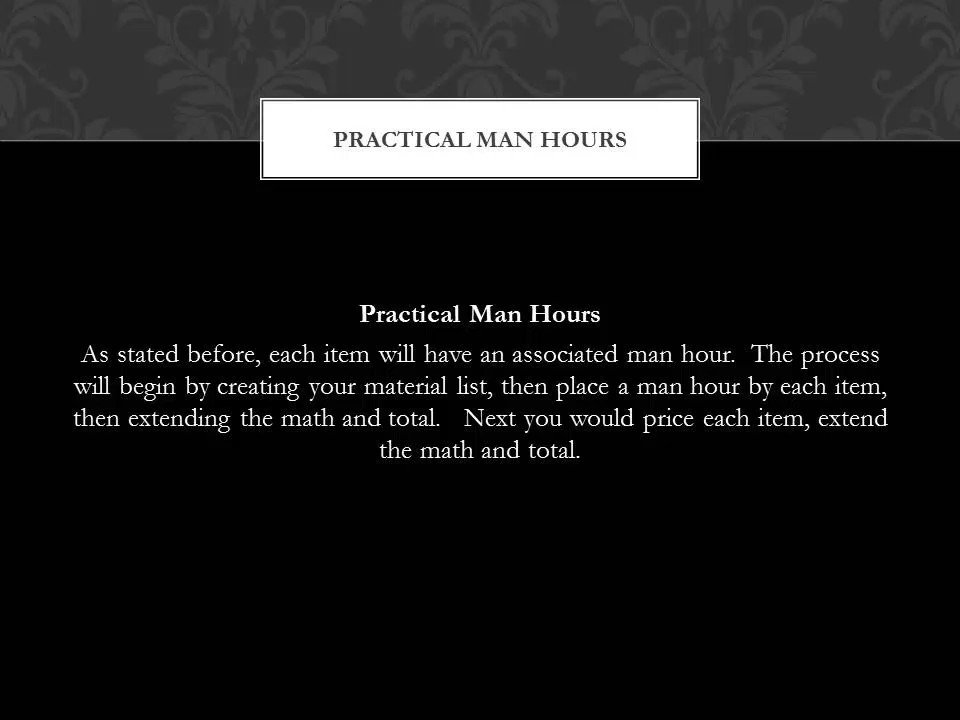 PRACTICAL MAN HOURS
Practical Man Hours
As stated before, each item will have an associated man hour.  The process
will begin by creating your material list, then place a man hour by each item,
then extending the math and total.   Next you would price each item, extend
the math and total.